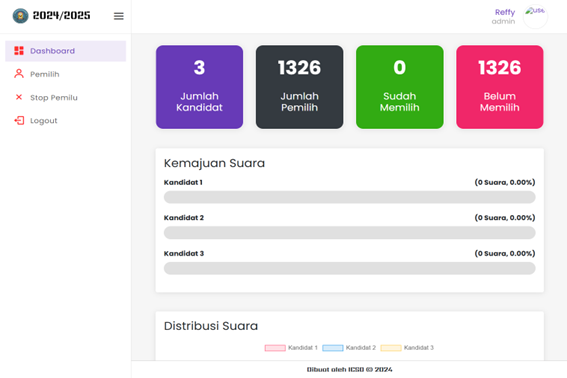 2024/2025
Reffy
admin
Dashboard
Pemilih
Stop Pemilu
Logout
3
Jumlah
Kandidat
1326
Jumlah
Pemilih
0
Sudah
Memilih
1326
Belum
Memilih
Kemajuan Suara
Kandidat 1 (0 Suara, 0.00%)
Kandidat 2 (0 Suara, 0.00%)
Kandidat 3 (0 Suara, 0.00%)
Distribusi Suara
Kandidat 1 Kandidat 2 Kandidat 3
Dibuat oleh ICSD © 2024